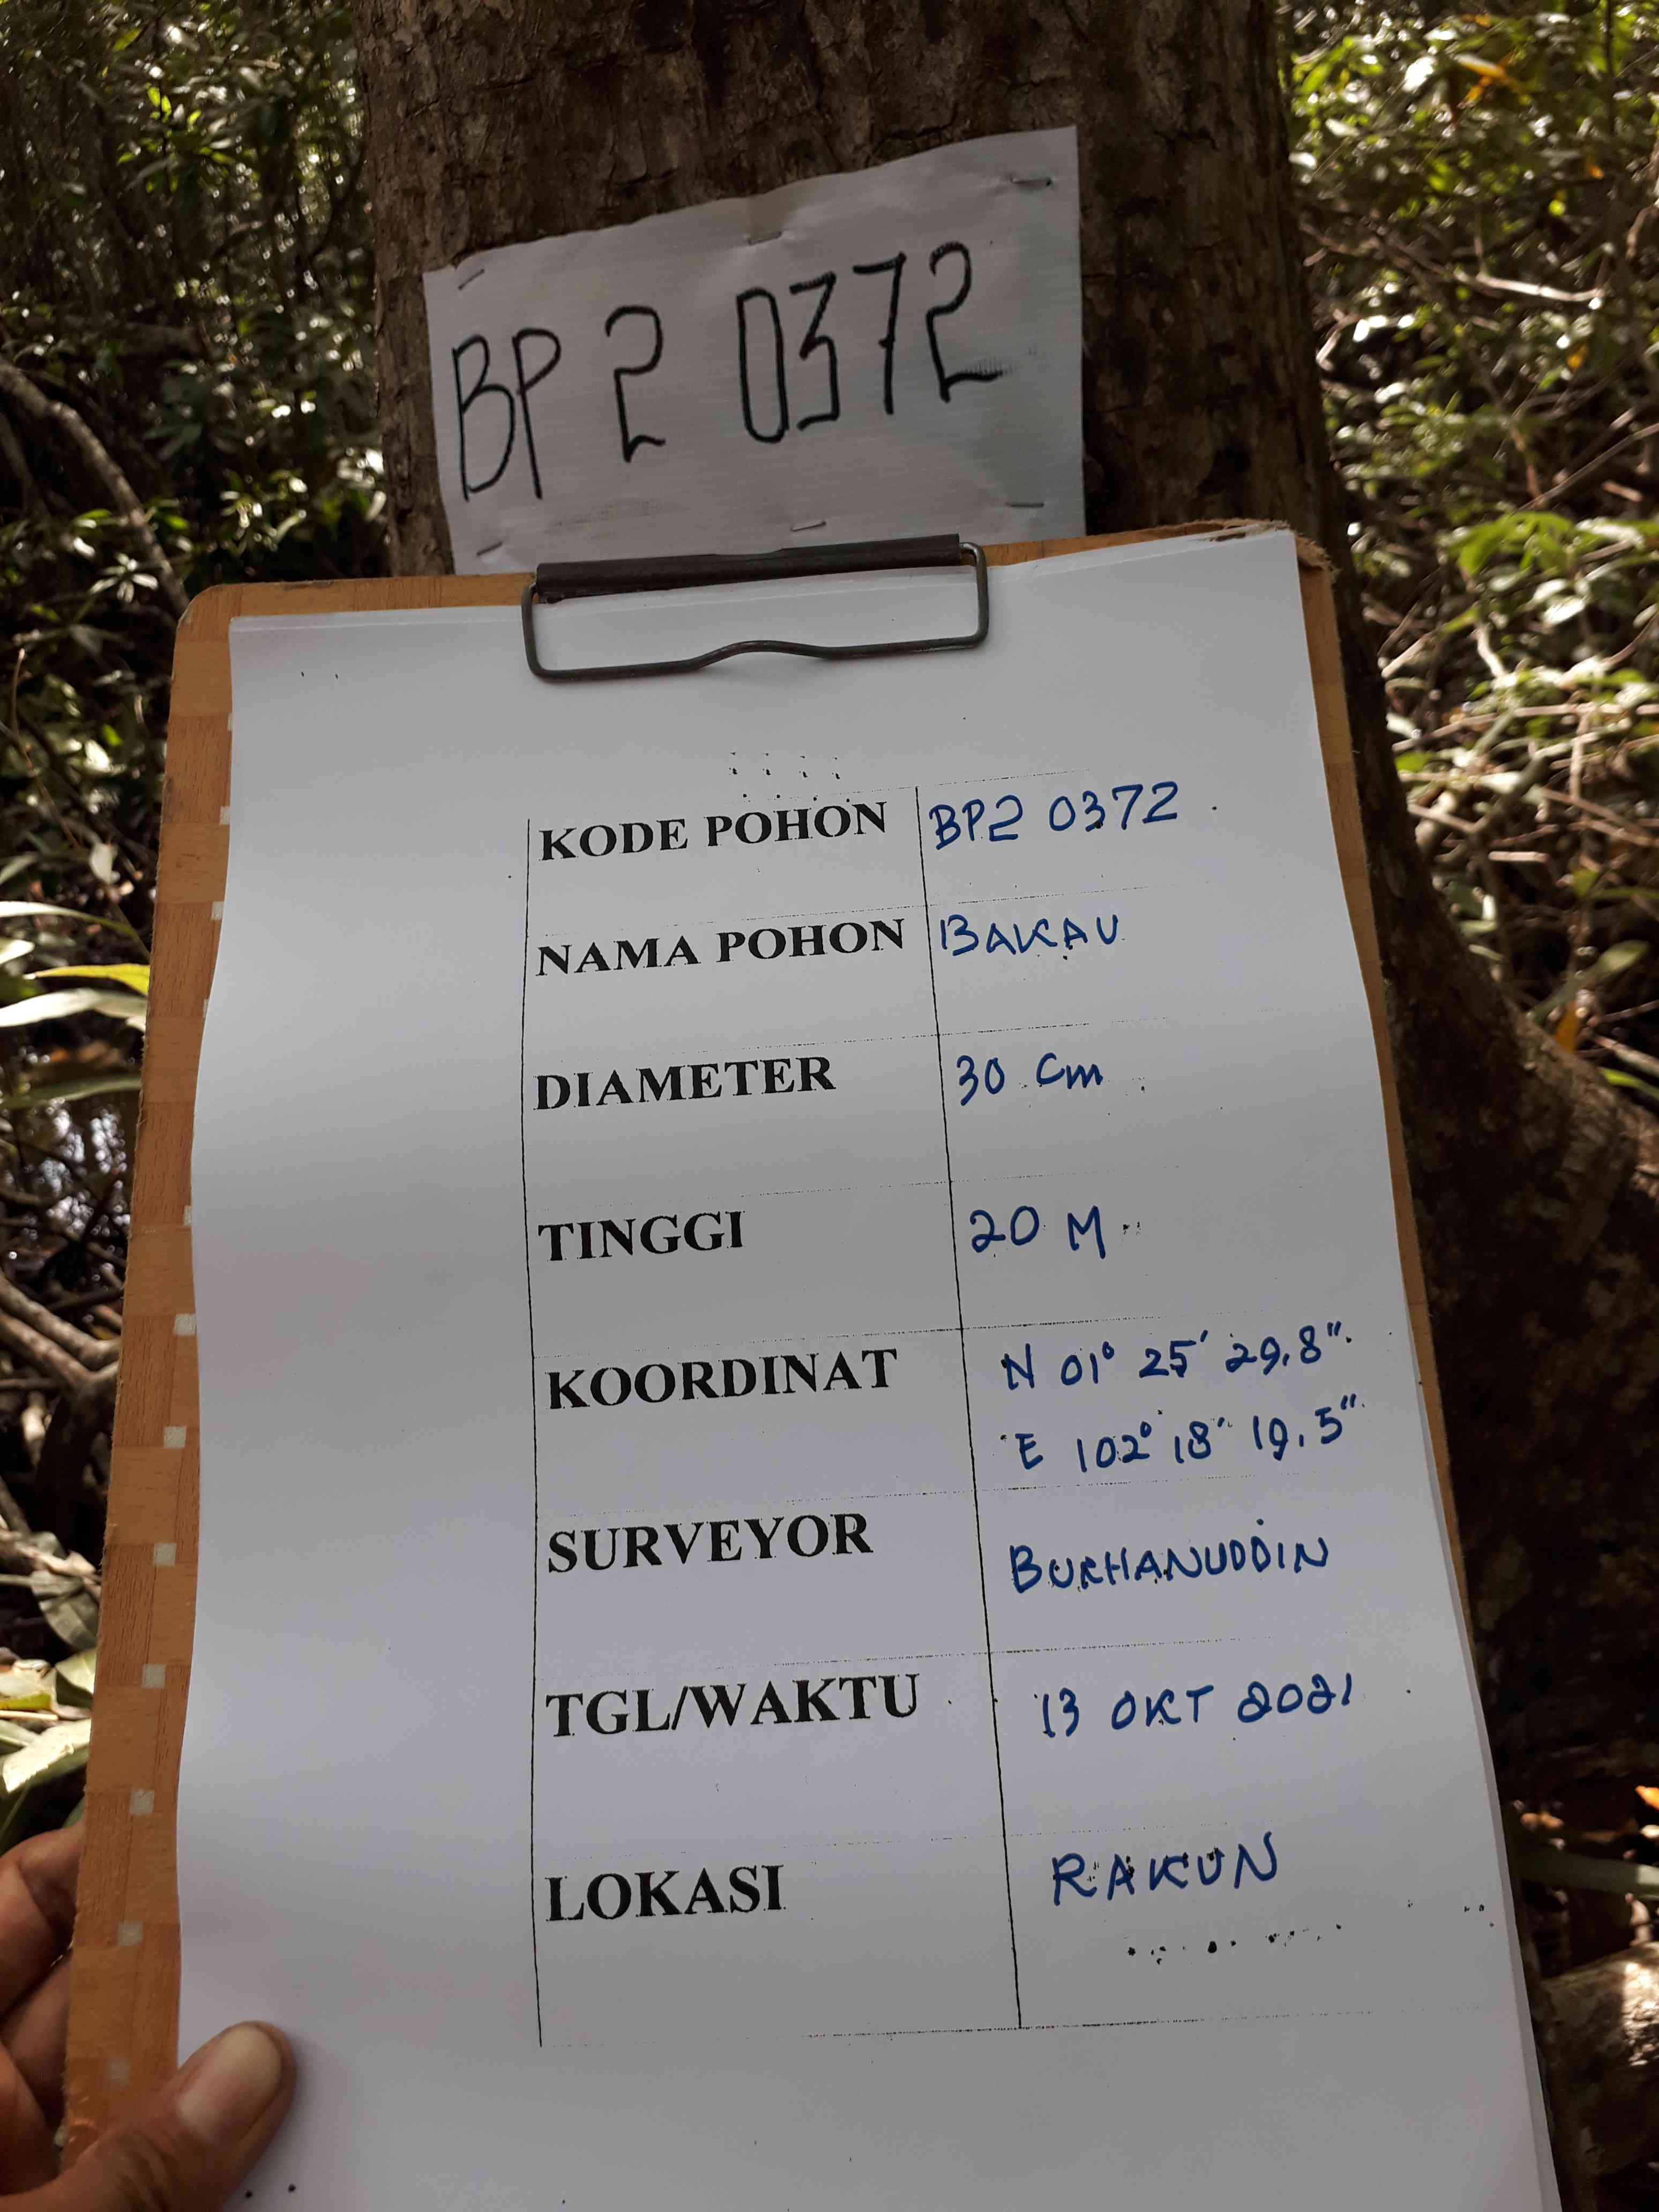 BP 2 0372
KODE POHON BP2 0372
NAMA POHON BAKAU
DIAMETER 30 Cm
TINGGI 20 M
KOORDINAT N 01° 25' 29,8"
E 102° 18' 19,5"
SURVEYOR BURHANUDDIN
TGL/WAKTU 13 OKT 2021
LOKASI RAKUN